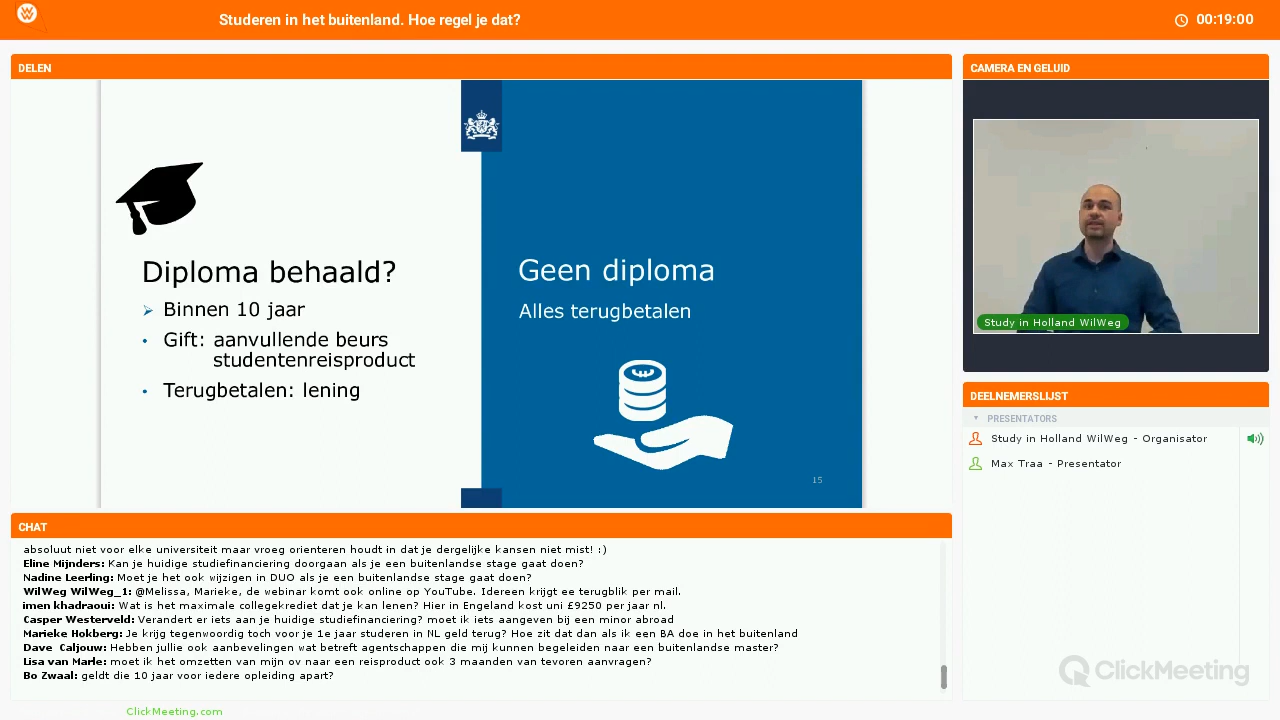 Studeren in het buitenland. Hoe regel je dat?
00:19:00
DELEN
Diploma behaald?
Binnen 10 jaar
Gift: aanvullende beurs
studentenreisproduct
Terugbetalen: lening
Geen diploma
Alles terugbetalen
15
CAMERA EN GELUID
Study in Holland WilWeg
DEELNEMERSLIJST
PRESENTATORS
Study in Holland WilWeg - Organisator
Max Traa - Presentator
CHAT
absoluut niet voor elke universiteit maar vroeg orienteren houdt in dat je dergelijke kansen niet mist! :)
Eline Mijnders: Kan je huidige studiefinanciering doorgaan als je een buitenlandse stage gaat doen?
Nadine Leerling: Moet je het ook wijzigen in DUO als je een buitenlandse stage gaat doen?
WilWeg WilWeg_1: @Melissa, Marieke, de webinar komt ook online op YouTube. Idereen krijgt ee terugblik per mail.
imen khadraoui: Wat is het maximale collegekrediet dat je kan lenen? Hier in Engeland kost uni £9250 per jaar nl.
Casper Westerveld: Verandert er iets aan je huidige studiefinanciering? moet ik iets aangeven bij een minor abroad
Marieke Hokberg: Je krijg tegenwoordig toch voor je 1e jaar studeren in NL geld terug? Hoe zit dat dan als ik een BA doe in het buitenland
Dave Caljouw: Hebben jullie ook aanbevelingen wat betreft agentschappen die mij kunnen begeleiden naar een buitenlandse master?
Lisa van Marle: moet ik het omzetten van mijn ov naar een reisproduct ook 3 maanden van tevoren aanvragen?
Bo Zwaal: geldt die 10 jaar voor iedere opleiding apart?
ClickMeeting
ClickMeeting.com